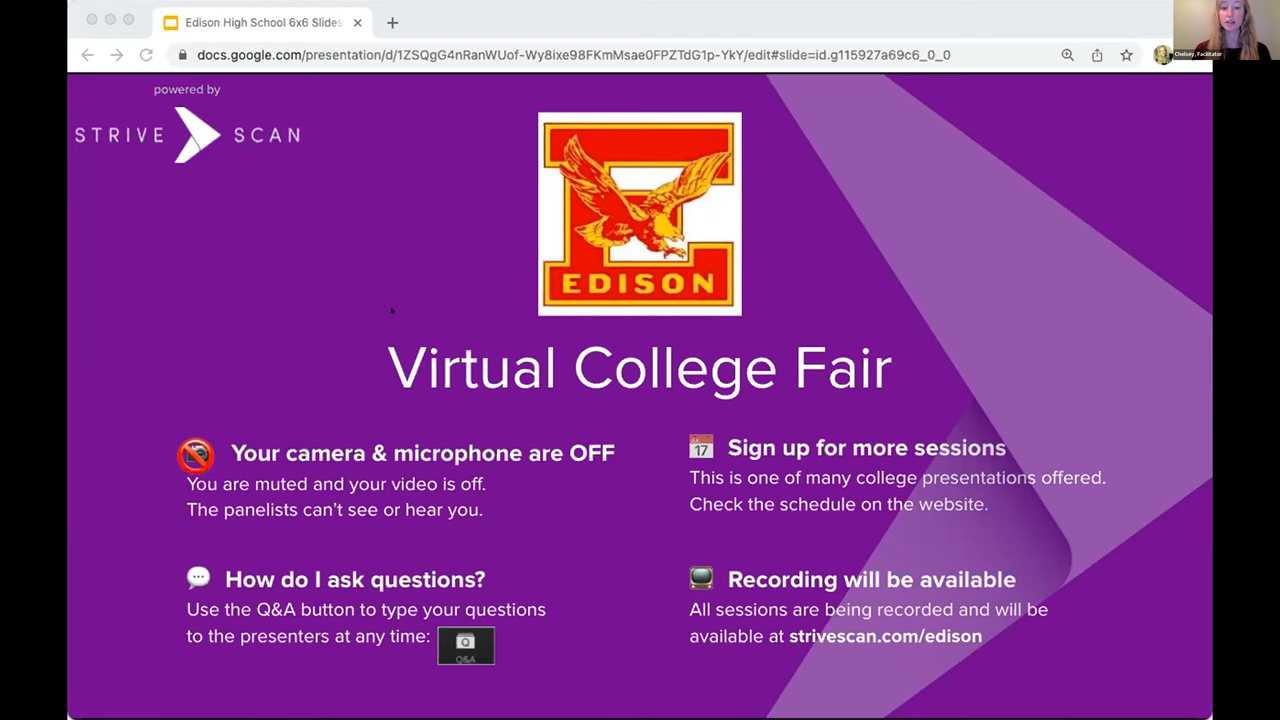 Edison High School 6x6 Slides
docs.google.com/presentation/d/1ZSQgG4nRanWUof-Wy8ixe98FKmMsae0FPZTdG1p-YkY/edit#slide=id.g115927a69c6_0_0
Chelsey, Facilitator
powered by
STRIVE SCAN
EDISON
Virtual College Fair
Your camera & microphone are OFF
You are muted and your video is off.
The panelists can't see or hear you.
17 Sign up for more sessions
This is one of many college presentations offered.
Check the schedule on the website.
How do I ask questions?
Use the Q&A button to type your questions
to the presenters at any time:
Q
Q&A
Recording will be available
All sessions are being recorded and will be
available at strivescan.com/edison